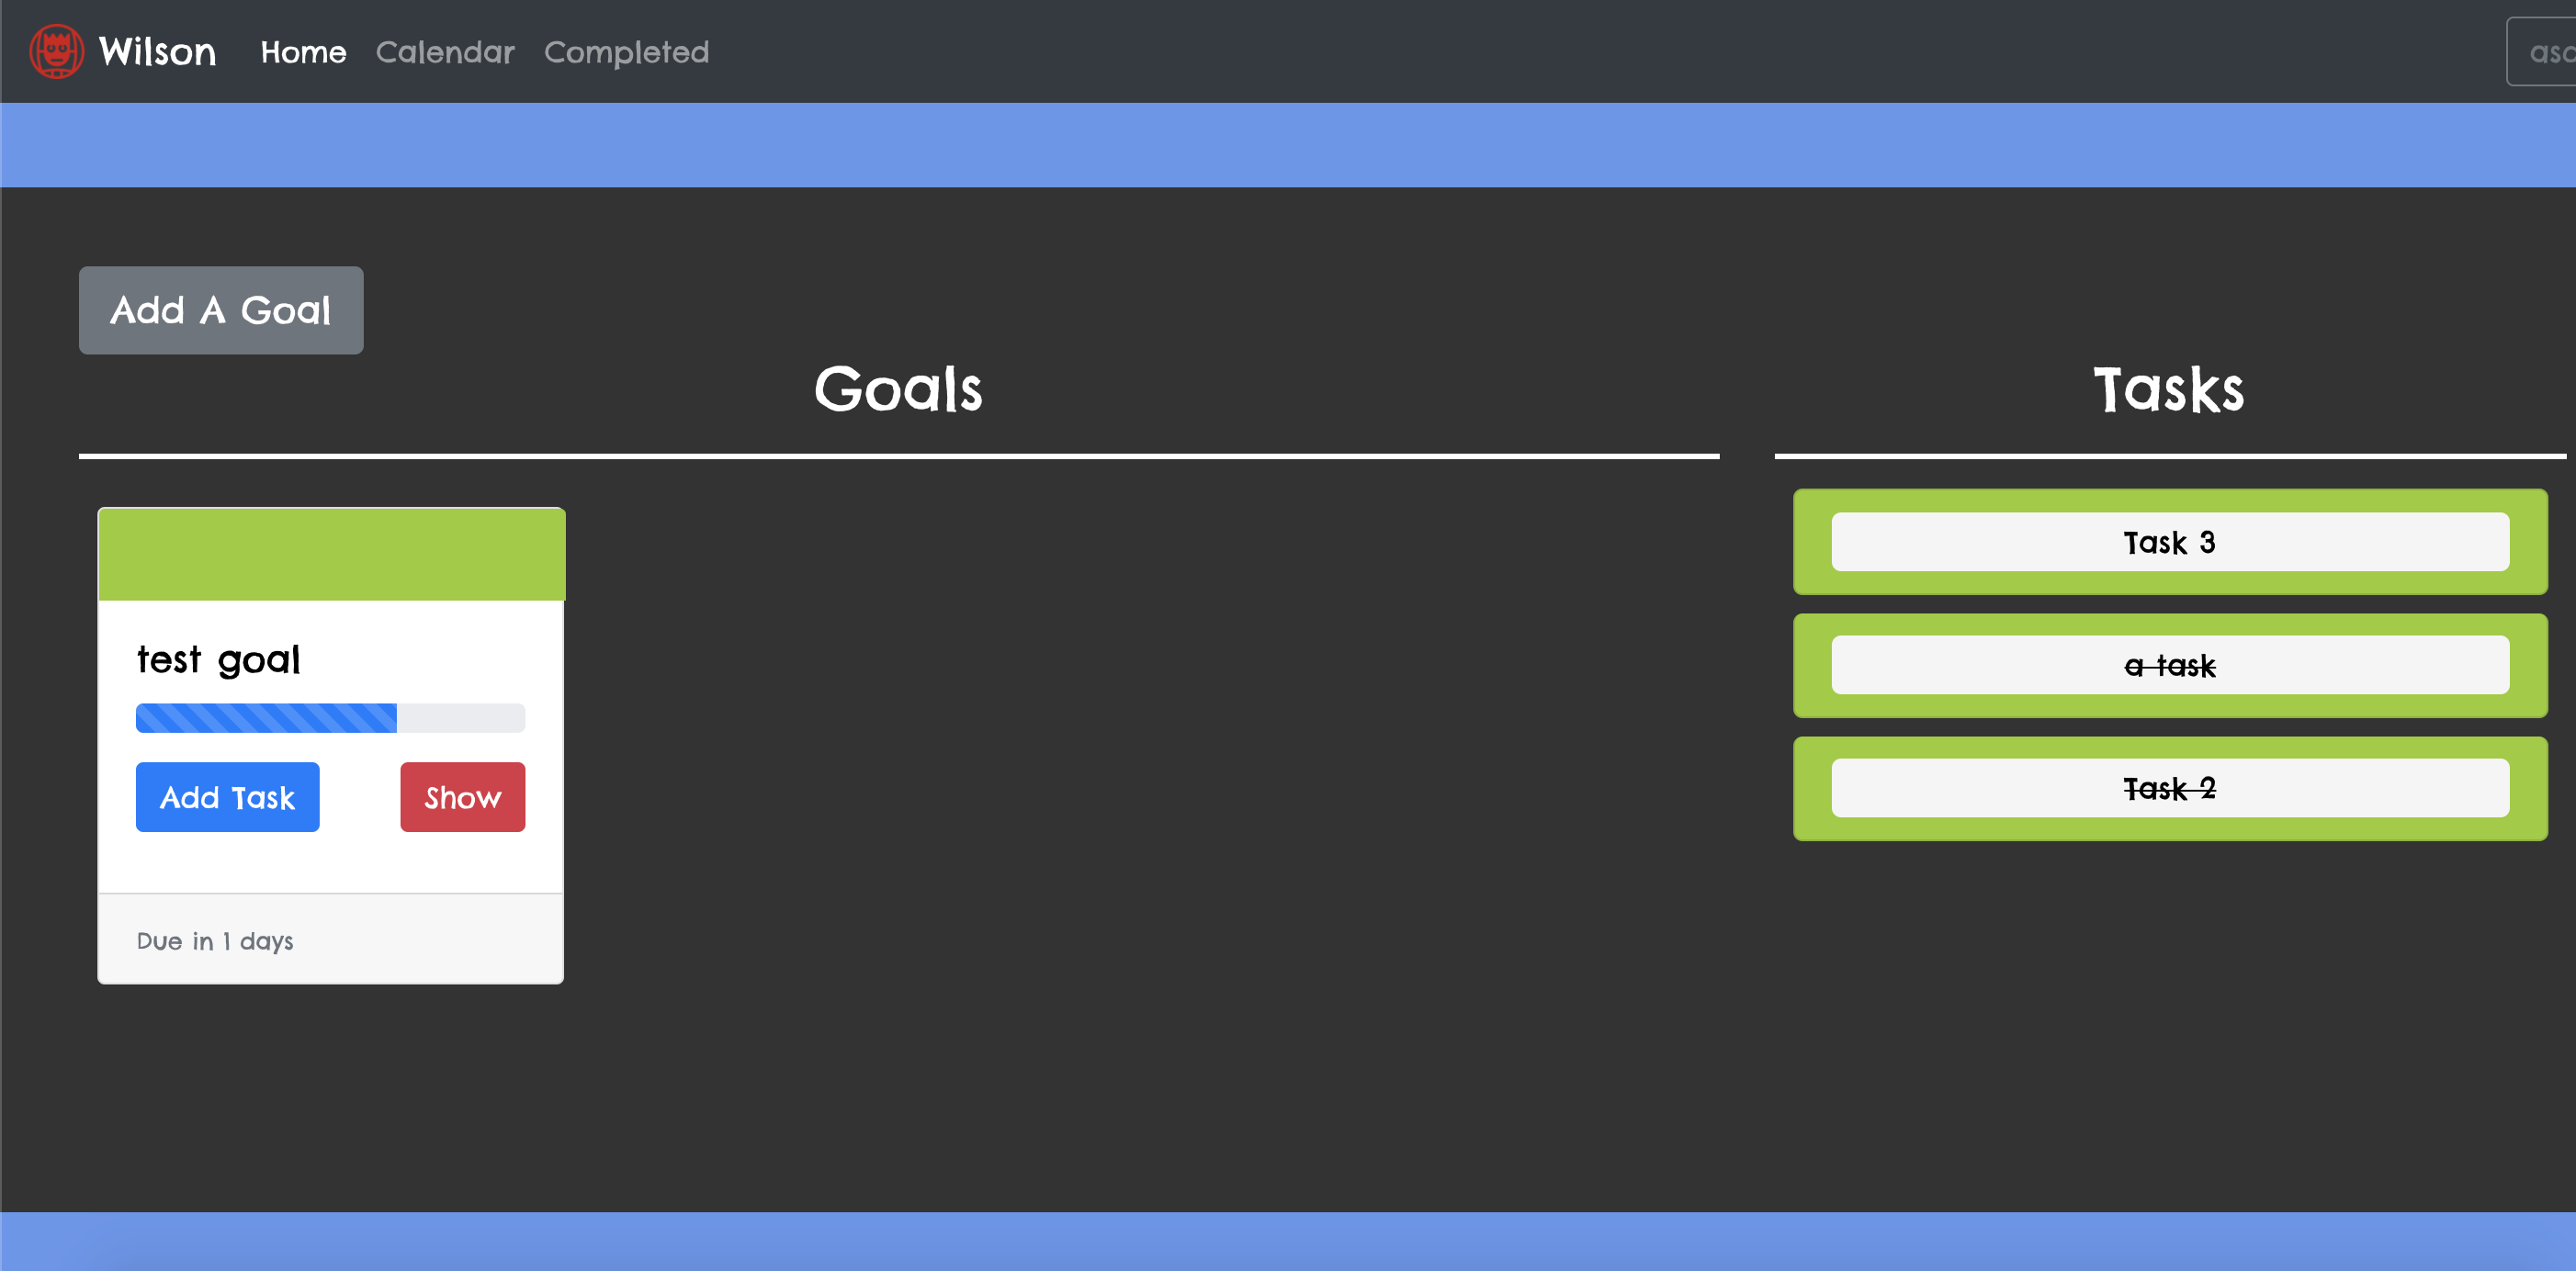 Wilson Home Calendar Completed
Add A Goal
Goals
Tasks
test goal
Add Task
Show
Due in 1 days
Task 3
a task
Task 2